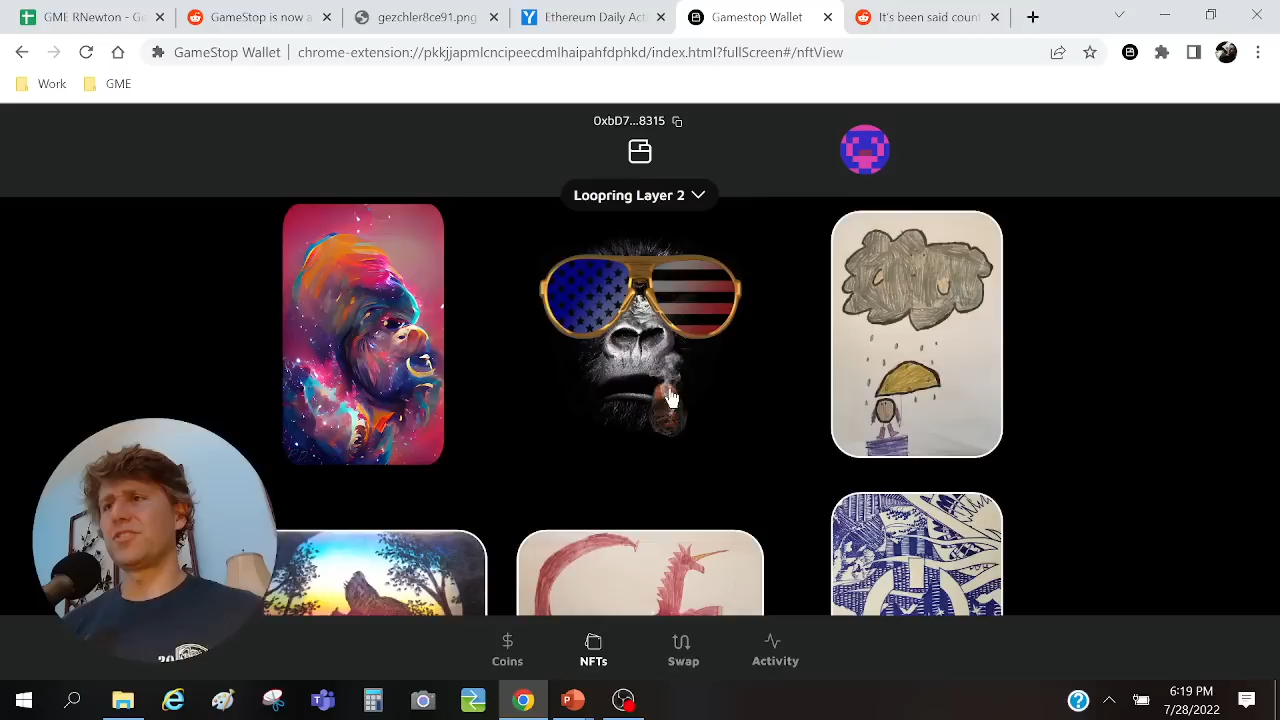 GME RNewton - G
GameStop is now a
gezchlente91.png
Ethereum Daily Act
Gamestop Wallet
It's been said count
GameStop Wallet
chrome-extension://pkkjjapmlcncipeecdmlhaipahfdphkd/index.html?fullScreen#/nftView
Work
GME
0xbD7...8315
Loopring Layer 2
Coins
NFTs
Swap
Activity
6:19 PM
7/28/2022